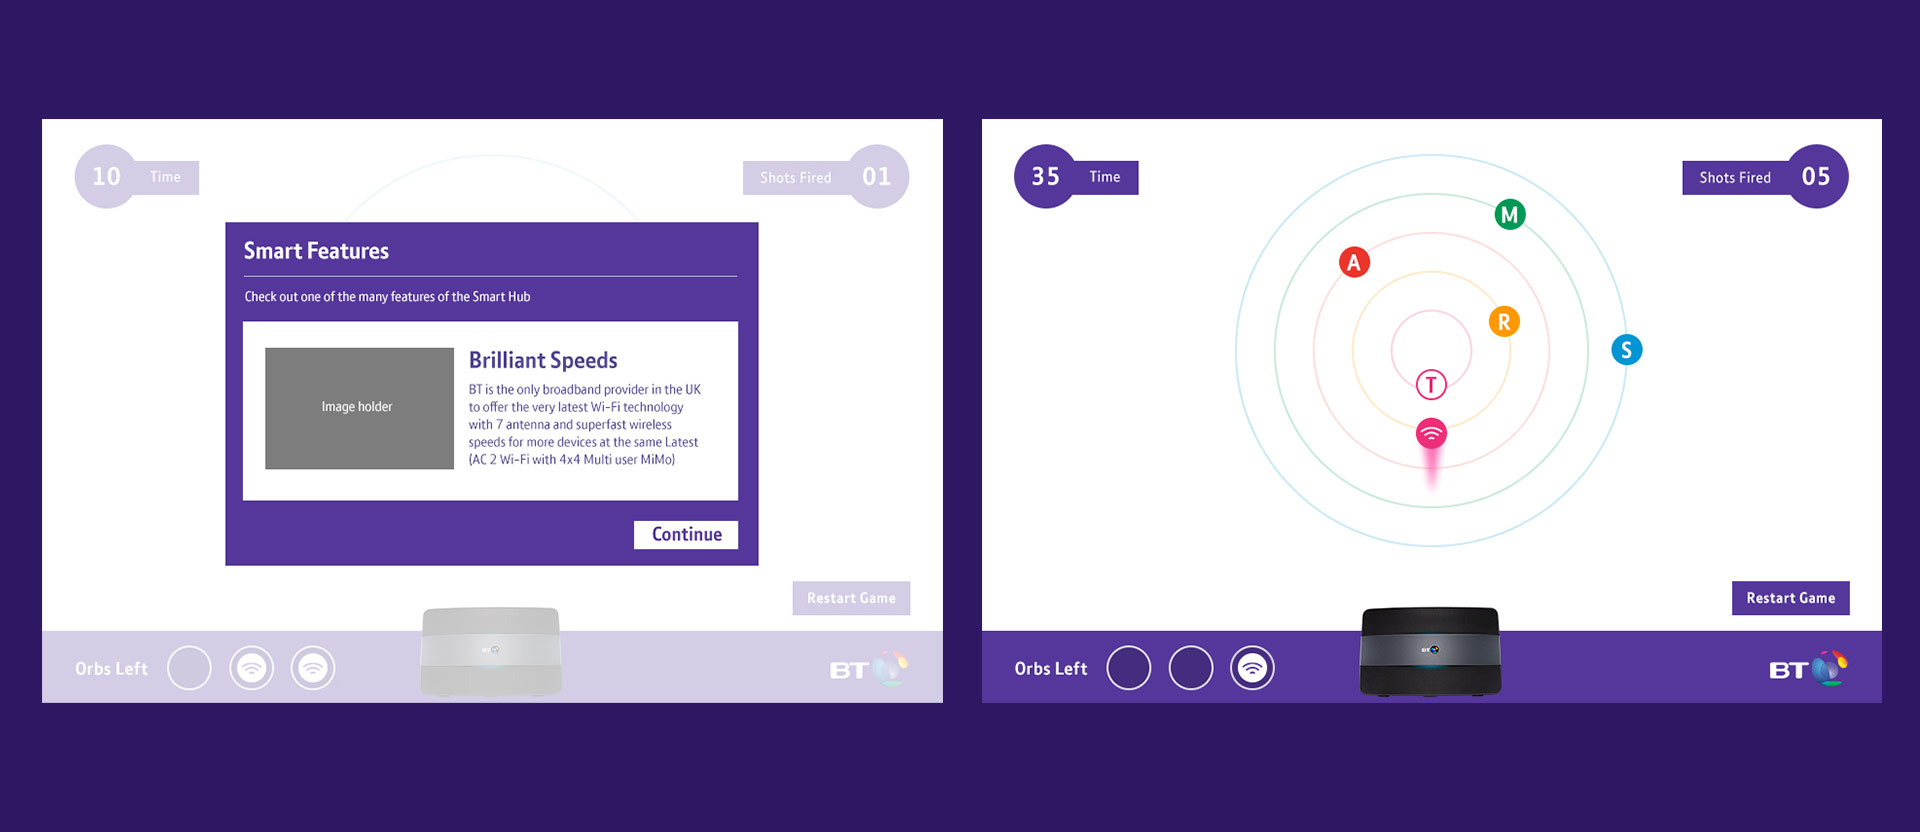 10
Time
Shots Fired
01
Smart Features
Check out one of the many features of the Smart Hub
Image holder
Brilliant Speeds
BT is the only broadband provider in the UK
to offer the very latest Wi-Fi technology
with 7 antenna and superfast wireless
speeds for more devices at the same Latest
(AC 2 Wi-Fi with 4x4 Multi user MiMo)
Continue
Restart Game
Orbs Left
BT
BT
35
Time
Shots Fired
05
M
A
R
S
T
Restart Game
Orbs Left
BT
BT